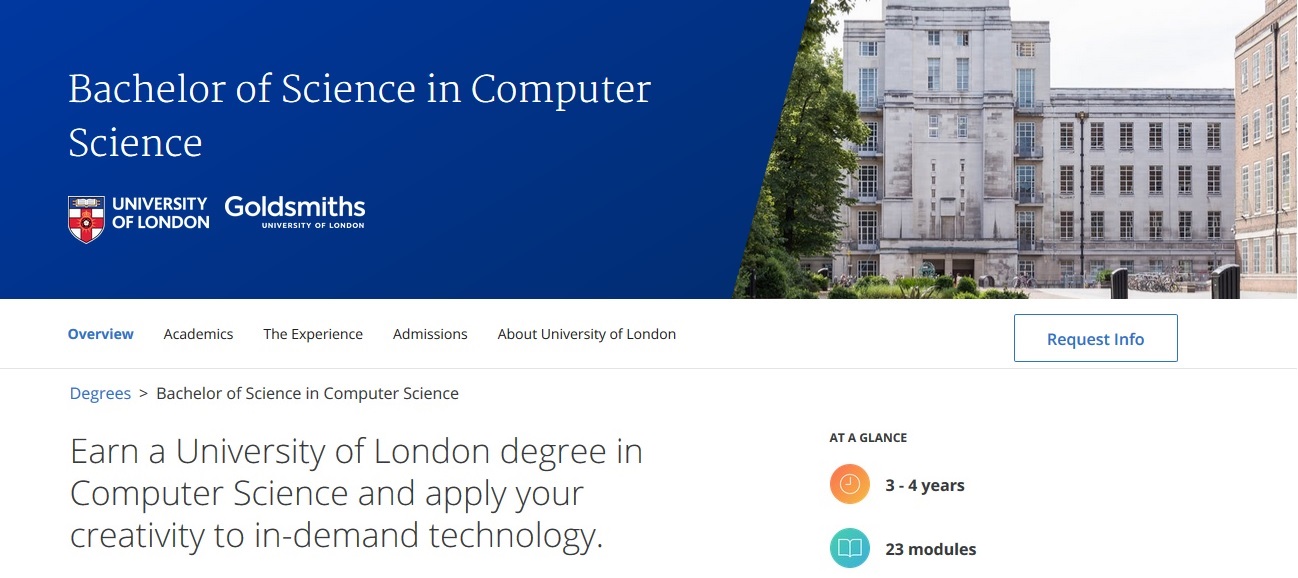 Bachelor of Science in Computer
Science
UNIVERSITY
OF LONDON
Goldsmiths
UNIVERSITY OF LONDON
Overview
Academics
The Experience
Admissions
About University of London
Request Info
Degrees > Bachelor of Science in Computer Science
Earn a University of London degree in
Computer Science and apply your
creativity to in-demand technology.
AT A GLANCE
3 - 4 years
23 modules